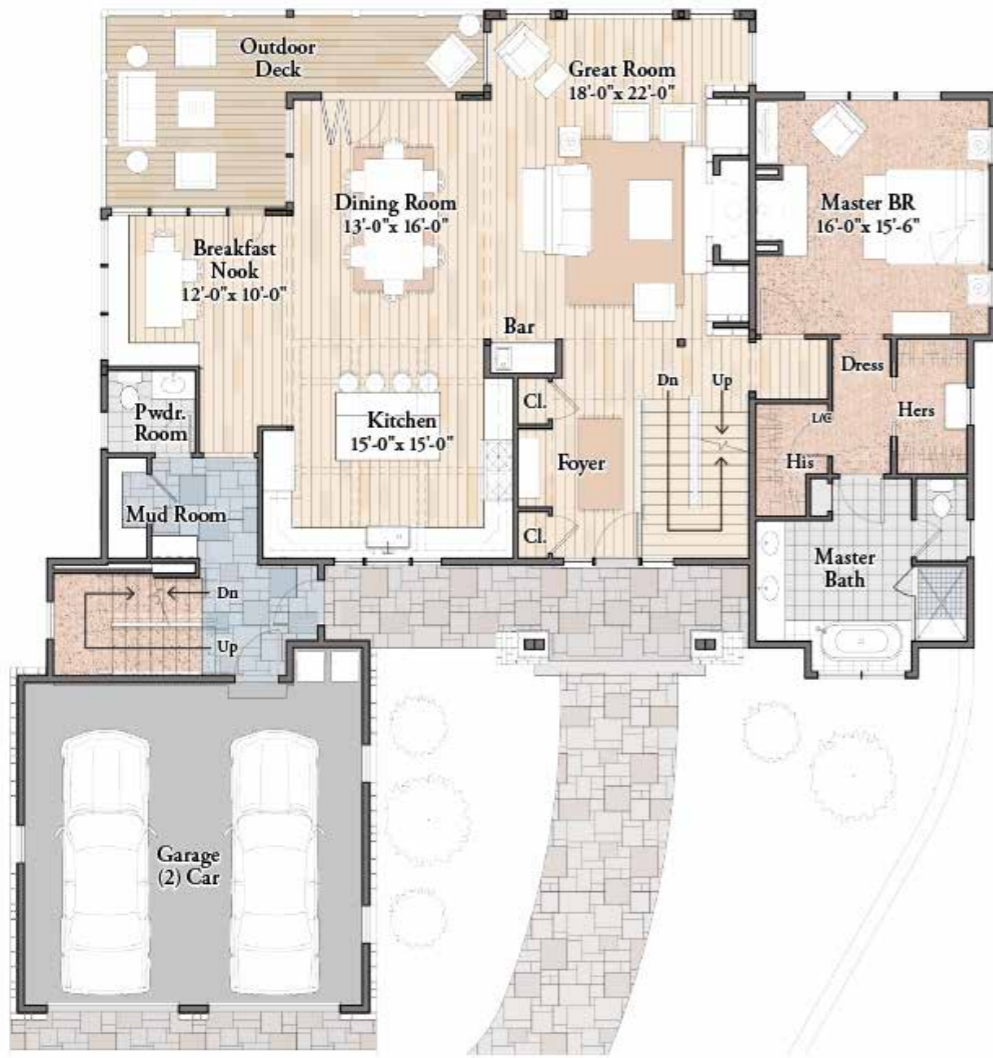 Outdoor
Deck
Great Room
18'-0"x 22'-0"
Dining Room
13'-0"x 16'-0"
Master BR
16'-0"x 15'-6"
Breakfast
Nook
12'-0"x 10'-0"
Bar
Dn
Up
Dress
Cl.
Pwdr.
Room
Kitchen
15'-0"x 15'-0"
L/C
Hers
Foyer
His
Mud Room
Cl.
Master
Bath
Dn
Up
Garage
(2) Car